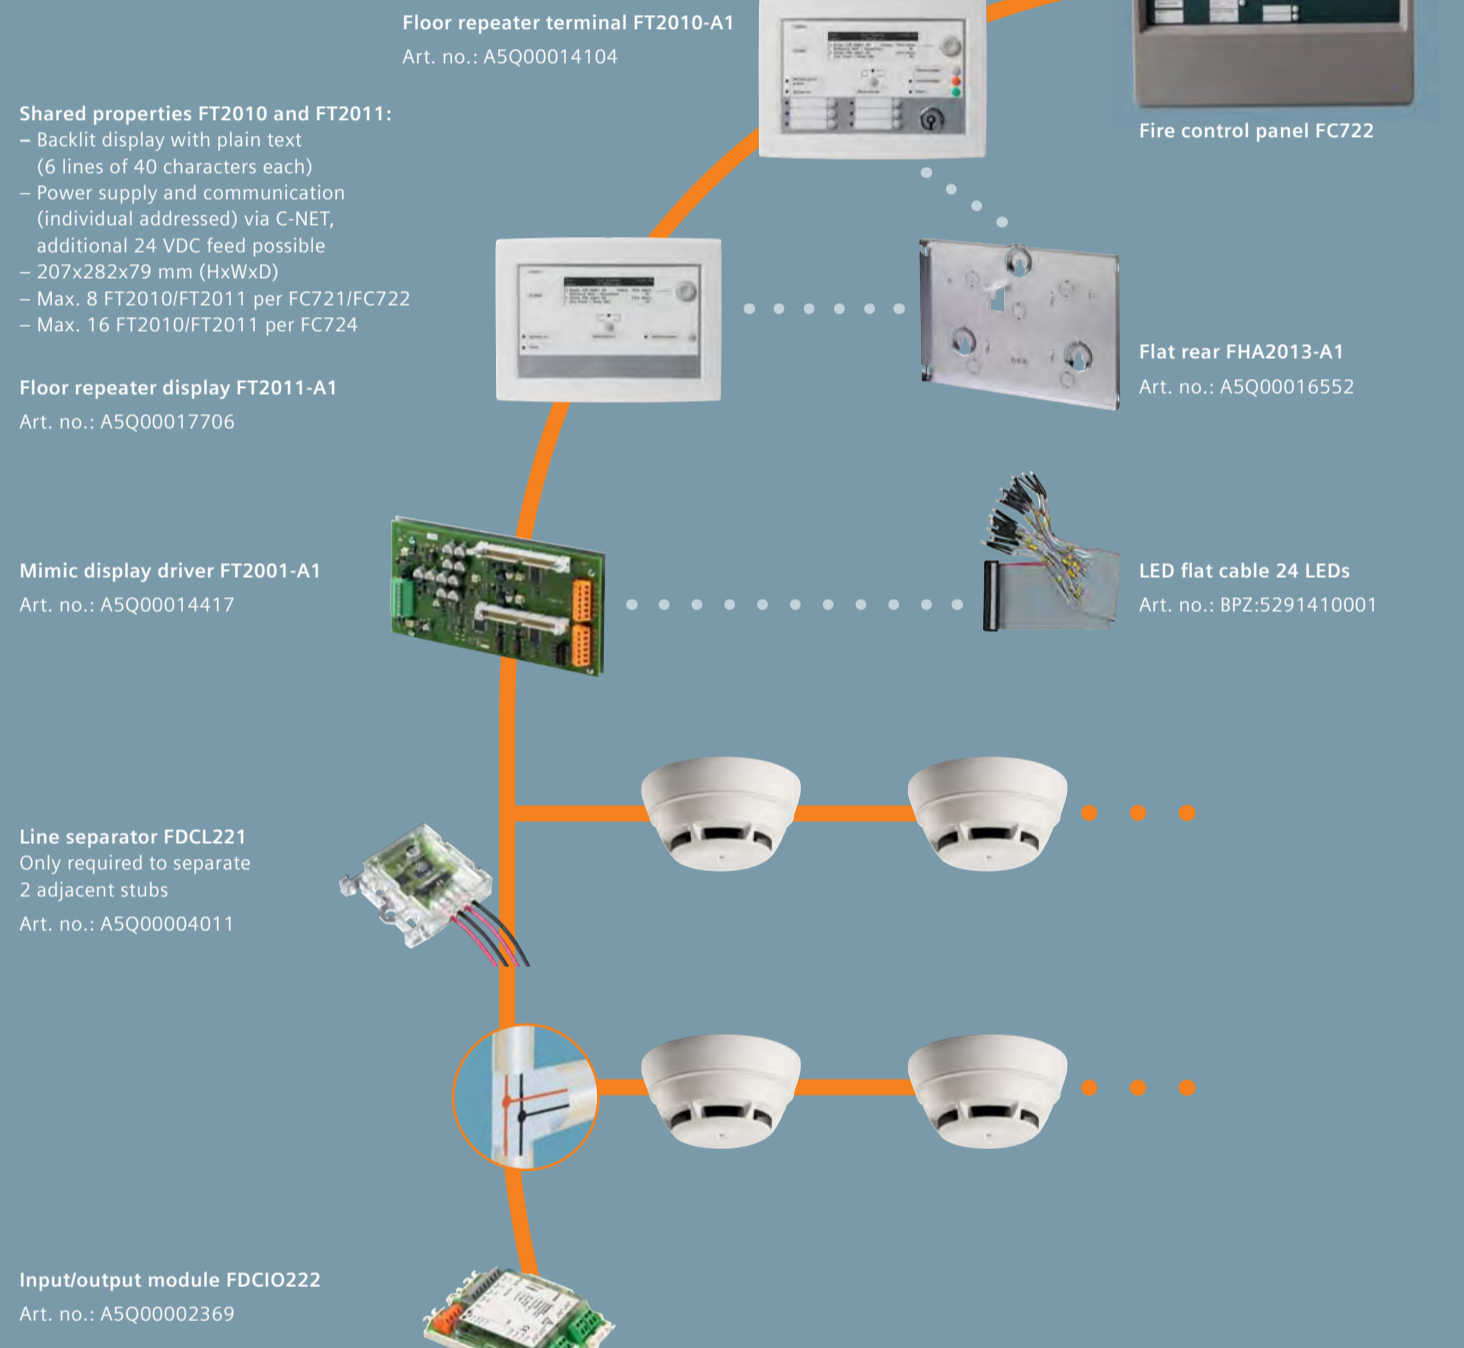 Floor repeater terminal FT2010-A1
Art. no.: A5Q00014104
Shared properties FT2010 and FT2011:
– Backlit display with plain text
(6 lines of 40 characters each)
– Power supply and communication
(individual addressed) via C-NET,
additional 24 VDC feed possible
– 207x282x79 mm (HxWxD)
– Max. 8 FT2010/FT2011 per FC721/FC722
– Max. 16 FT2010/FT2011 per FC724
Fire control panel FC722
Floor repeater display FT2011-A1
Art. no.: A5Q00017706
Flat rear FHA2013-A1
Art. no.: A5Q00016552
Mimic display driver FT2001-A1
Art. no.: A5Q00014417
LED flat cable 24 LEDs
Art. no.: BPZ:5291410001
Line separator FDCL221
Only required to separate
2 adjacent stubs
Art. no.: A5Q00004011
Input/output module FDCIO222
Art. no.: A5Q00002369